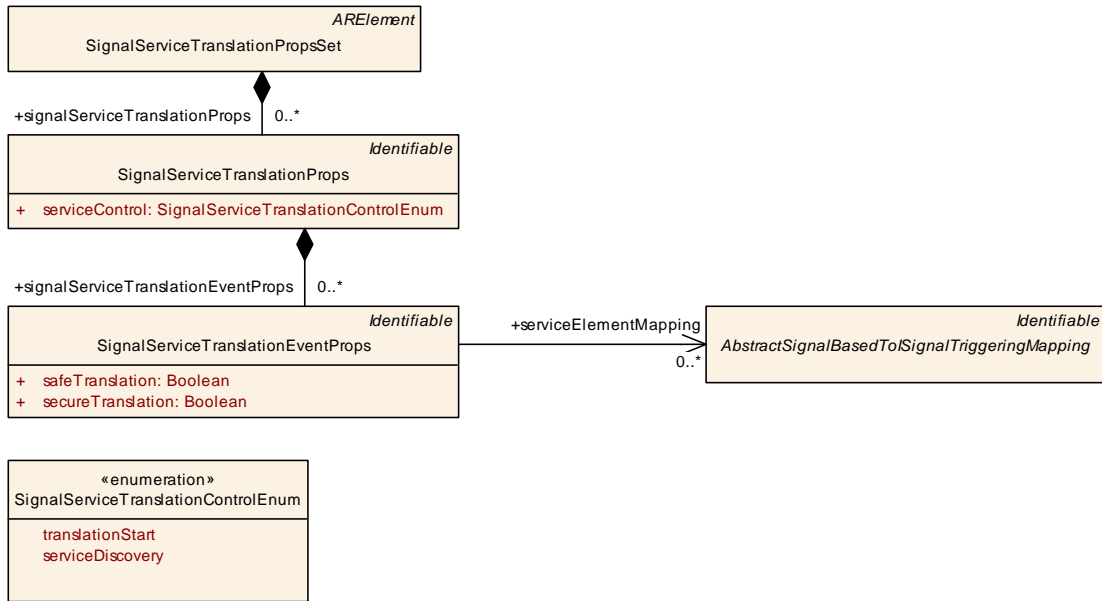 ARElement
SignalServiceTranslationPropsSet
+signalServiceTranslationProps
0..*
Identifiable
SignalServiceTranslationProps
+ serviceControl: SignalServiceTranslationControlEnum
+signalServiceTranslationEventProps
0..*
Identifiable
SignalServiceTranslationEventProps
+ safeTranslation: Boolean
+ secureTranslation: Boolean
+serviceElementMapping
0..*
Identifiable
AbstractSignalBasedToISignalTriggeringMapping
«enumeration»
SignalServiceTranslationControlEnum
translationStart
serviceDiscovery